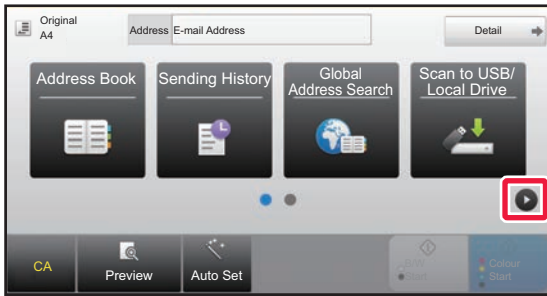 Original
A4
Address E-mail Address
Detail
Address Book
Sending History
Global
Address Search
Scan to USB/
Local Drive
CA
Preview
Auto Set
B/W
Start
Colour
Start